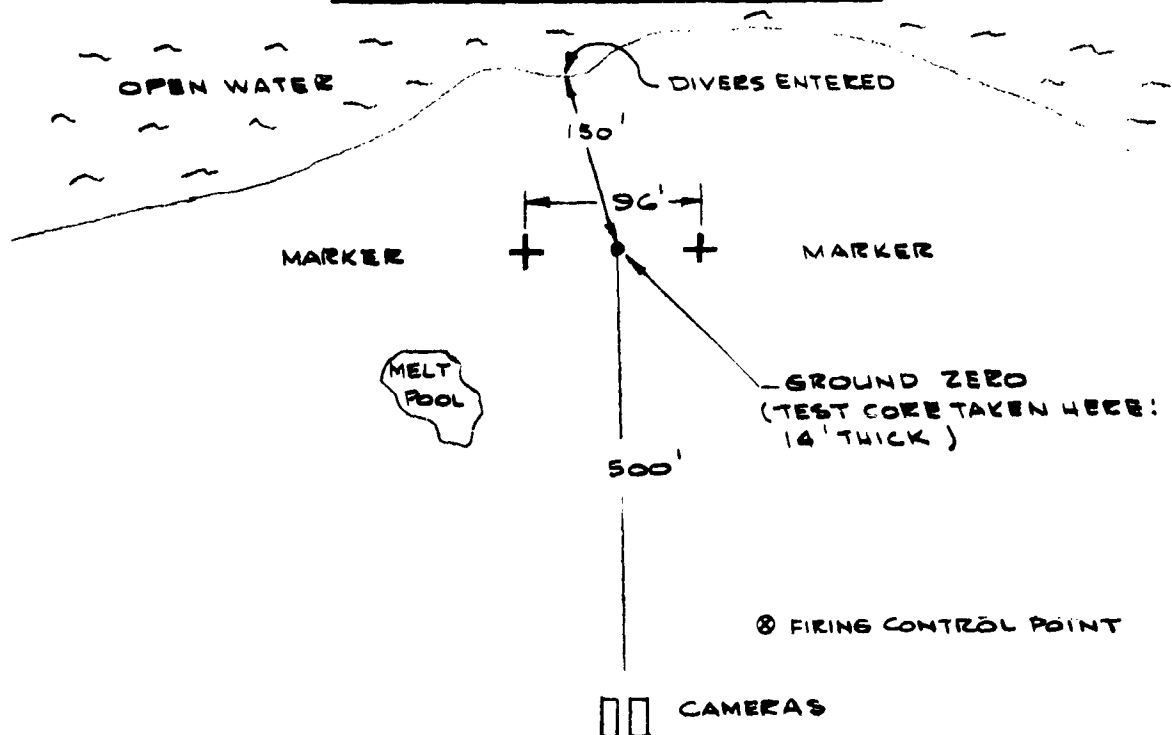 OPEN WATER
DIVERS ENTERED
150'
96'
MARKER
MARKER
MELT
POOL
GROUND ZERO
(TEST CORE TAKEN HERE:
14' THICK)
500'
FIRING CONTROL POINT
CAMERAS